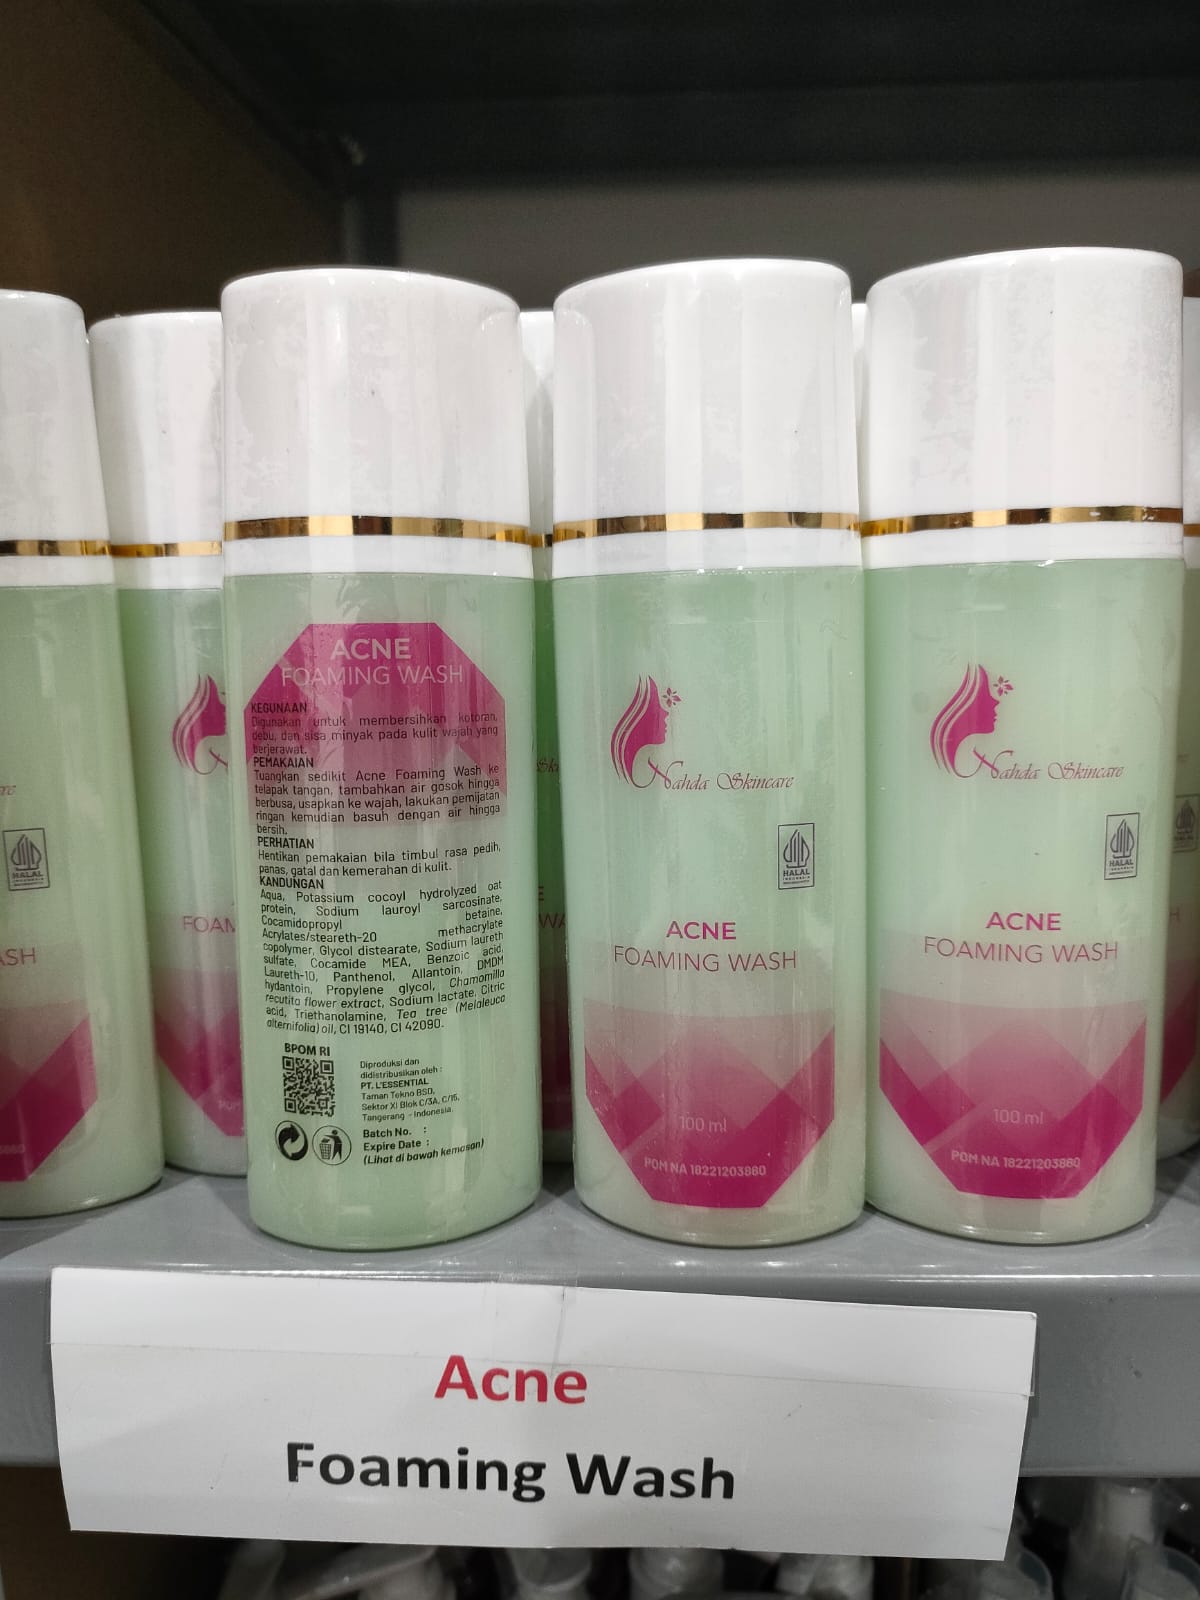 ACNE
FOAMING WASH
KEGUNAAN
Digunakan untuk membersihkan kotoran,
debu, dan sisa minyak pada kulit wajah yang
berjerawat.
PEMAKAIAN
Tuangkan sedikit Acne Foaming Wash ke
telapak tangan, tambahkan air gosok hingga
berbusa, usapkan ke wajah, lakukan pemijatan
ringan kemudian basuh dengan air hingga
bersih.
PERHATIAN
Hentikan pemakaian bila timbul rasa pedih,
panas, gatal dan kemerahan di kulit.
KANDUNGAN
Aqua, Potassium cocoyl hydrolyzed oat
protein, Sodium lauroyl sarcosinate,
Cocamidopropyl betaine,
Acrylates/steareth-20 methacrylate
copolymer, Glycol distearate, Sodium laureth
sulfate, Cocamide MEA, Benzoic acid,
Laureth-10, Panthenol, Allantoin, DMDM
hydantoin, Propylene glycol, Chamomilla
recutita flower extract, Sodium lactate, Citric
acid, Triethanolamine, Tea tree (Melaleuca
alternifolia) oil, CI 19140, CI 42090.
BPOM RI
Diproduksi dan
didistribusikan oleh :
PT. L'ESSENTIAL
Taman Tekno BSD,
Sektor XI Blok C/3A, C/15,
Tangerang - Indonesia.
Batch No. :
Expire Date :
(Lihat di bawah kemasan)
Nahda Skincare
HALAL
INDONESIA
ACNE
FOAMING WASH
100 ml
POM NA 18221203860
Nahda Skincare
HALAL
INDONESIA
ACNE
FOAMING WASH
100 ml
POM NA 18221203860
HALAL
Acne
Foaming Wash